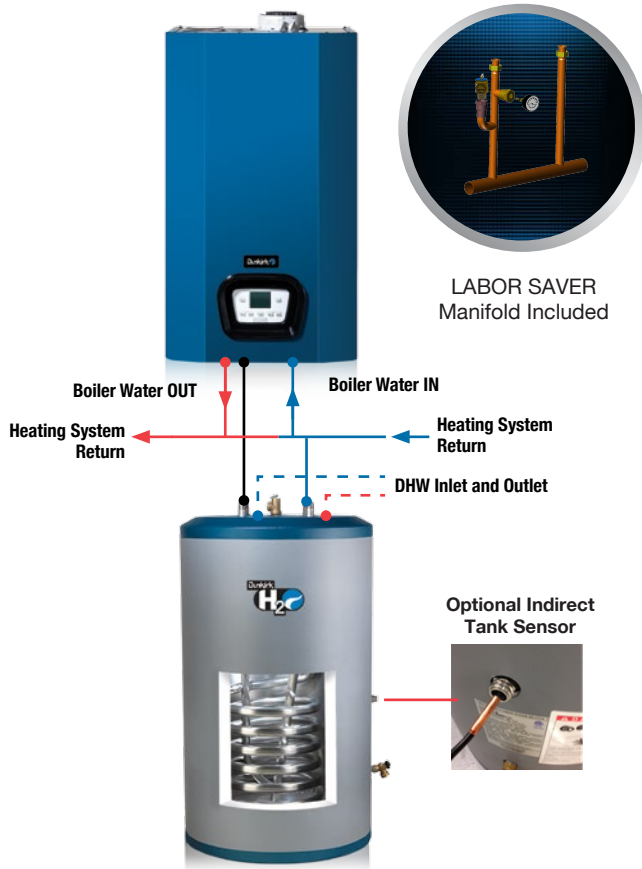 Dunkirk
LABOR SAVER
Manifold Included
Boiler Water OUT
Boiler Water IN
Heating System
Return
Heating System
Return
DHW Inlet and Outlet
Dunkirk
H2O
Optional Indirect
Tank Sensor